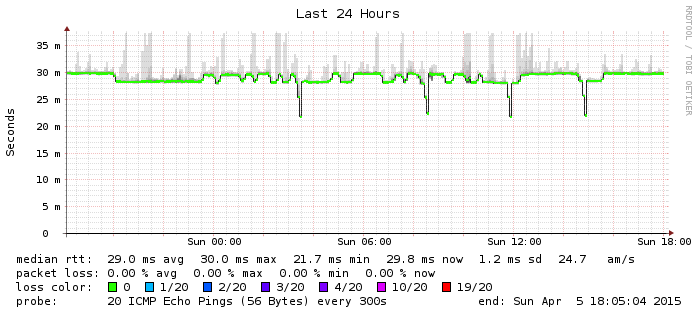 Last 24 Hours
RRDTOOL / TOBI OETIKER
Seconds
35 m
30 m
25 m
20 m
15 m
10 m
5 m
0
Sun 00:00 Sun 06:00 Sun 12:00 Sun 18:00
median rtt: 29.0 ms avg 30.0 ms max 21.7 ms min 29.8 ms now 1.2 ms sd 24.7 am/s
packet loss: 0.00 % avg 0.00 % max 0.00 % min 0.00 % now
loss color: 0 1/20 2/20 3/20 4/20 10/20 19/20
probe: 20 ICMP Echo Pings (56 Bytes) every 300s end: Sun Apr 5 18:05:04 2015